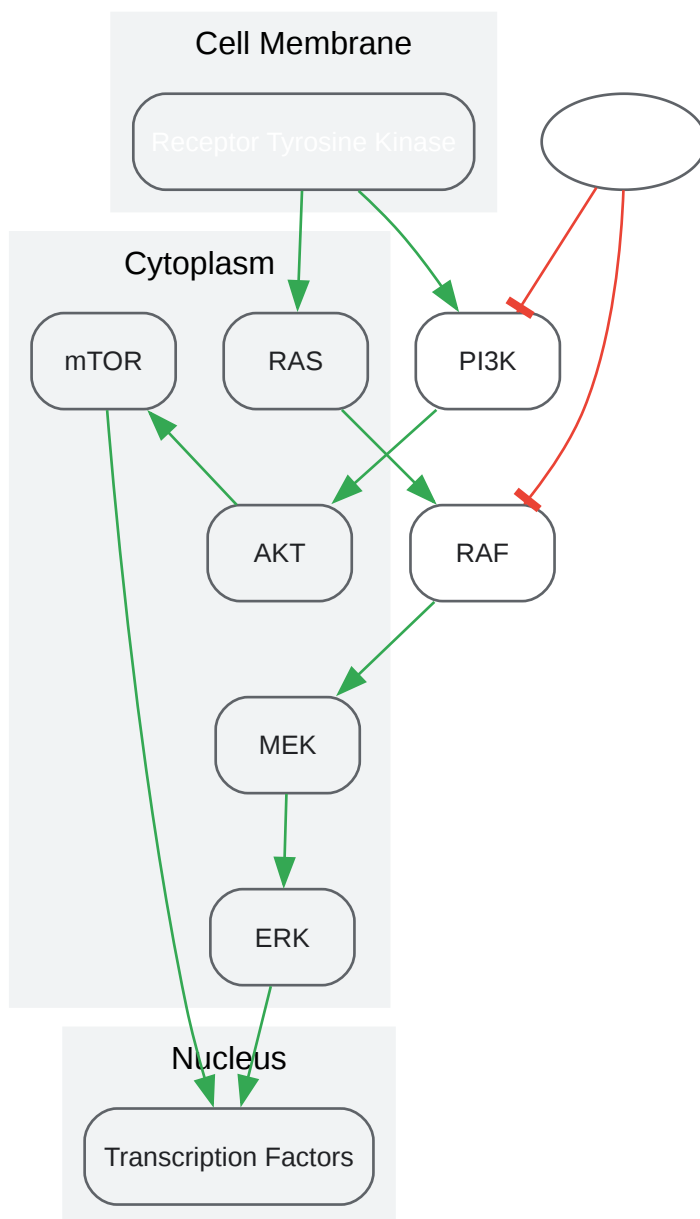 Cell Membrane
Receptor Tyrosine Kinase
Cytoplasm
mTOR
RAS
PI3K
AKT
RAF
MEK
ERK
Nucleus
Transcription Factors